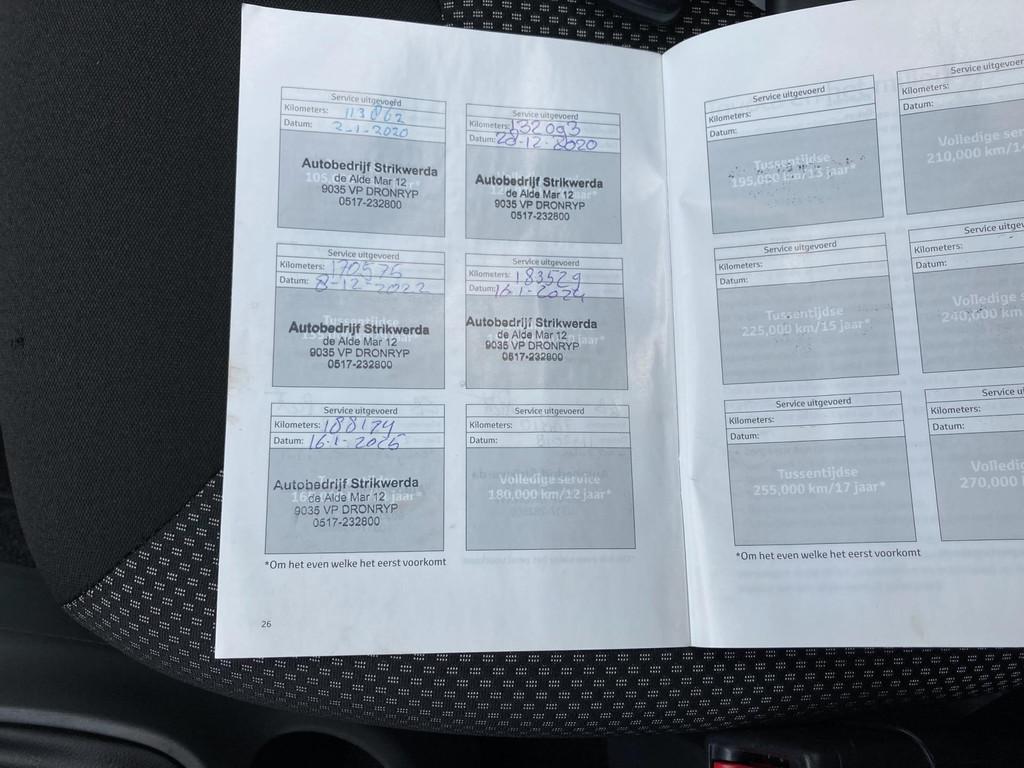 Service uitgevoerd
Kilometers: 113862
Datum: 2-1-2020
Autobedrijf Strikwerda
de Alde Mar 12
9035 VP DRONRYP
0517-232800
Service uitgevoerd
Kilometers: 132093
Datum: 28-12-2020
Autobedrijf Strikwerda
de Alde Mar 12
9035 VP DRONRYP
0517-232800
Service uitgevoerd
Kilometers: 170575
Datum: 8-12-2022
Tussentijdse
Autobedrijf Strikwerda
de Alde Mar 12
9035 VP DRONRYP
0517-232800
Service uitgevoerd
Kilometers: 183529
Datum: 16-1-2024
Autobedrijf Strikwerda
de Alde Mar 12
9035 VP DRONRYP
0517-232800
Service uitgevoerd
Kilometers: 188174
Datum: 16-1-2025
Autobedrijf Strikwerda
de Alde Mar 12
9035 VP DRONRYP
0517-232800
Service uitgevoerd
Kilometers:
Datum:
Volledige service
180,000 km/12 jaar*
*Om het even welke het eerst voorkomt
26
Service uitgevoerd
Kilometers:
Datum:
Tussentijdse
195,000 km/13 jaar*
Service uitgevoer
Kilometers:
Datum:
Volledige ser
210,000 km/14
Service uitgevoerd
Kilometers:
Datum:
Tussentijdse
225,000 km/15 jaar*
Service uitgevoe
Kilometers:
Datum:
Volledige s
240,000 km
Service uitgevoerd
Kilometers:
Datum:
Tussentijdse
255,000 km/17 jaar*
Service u
Kilometers:
Datum:
Volledig
270,000
*Om het even welke het eerst voorkomt